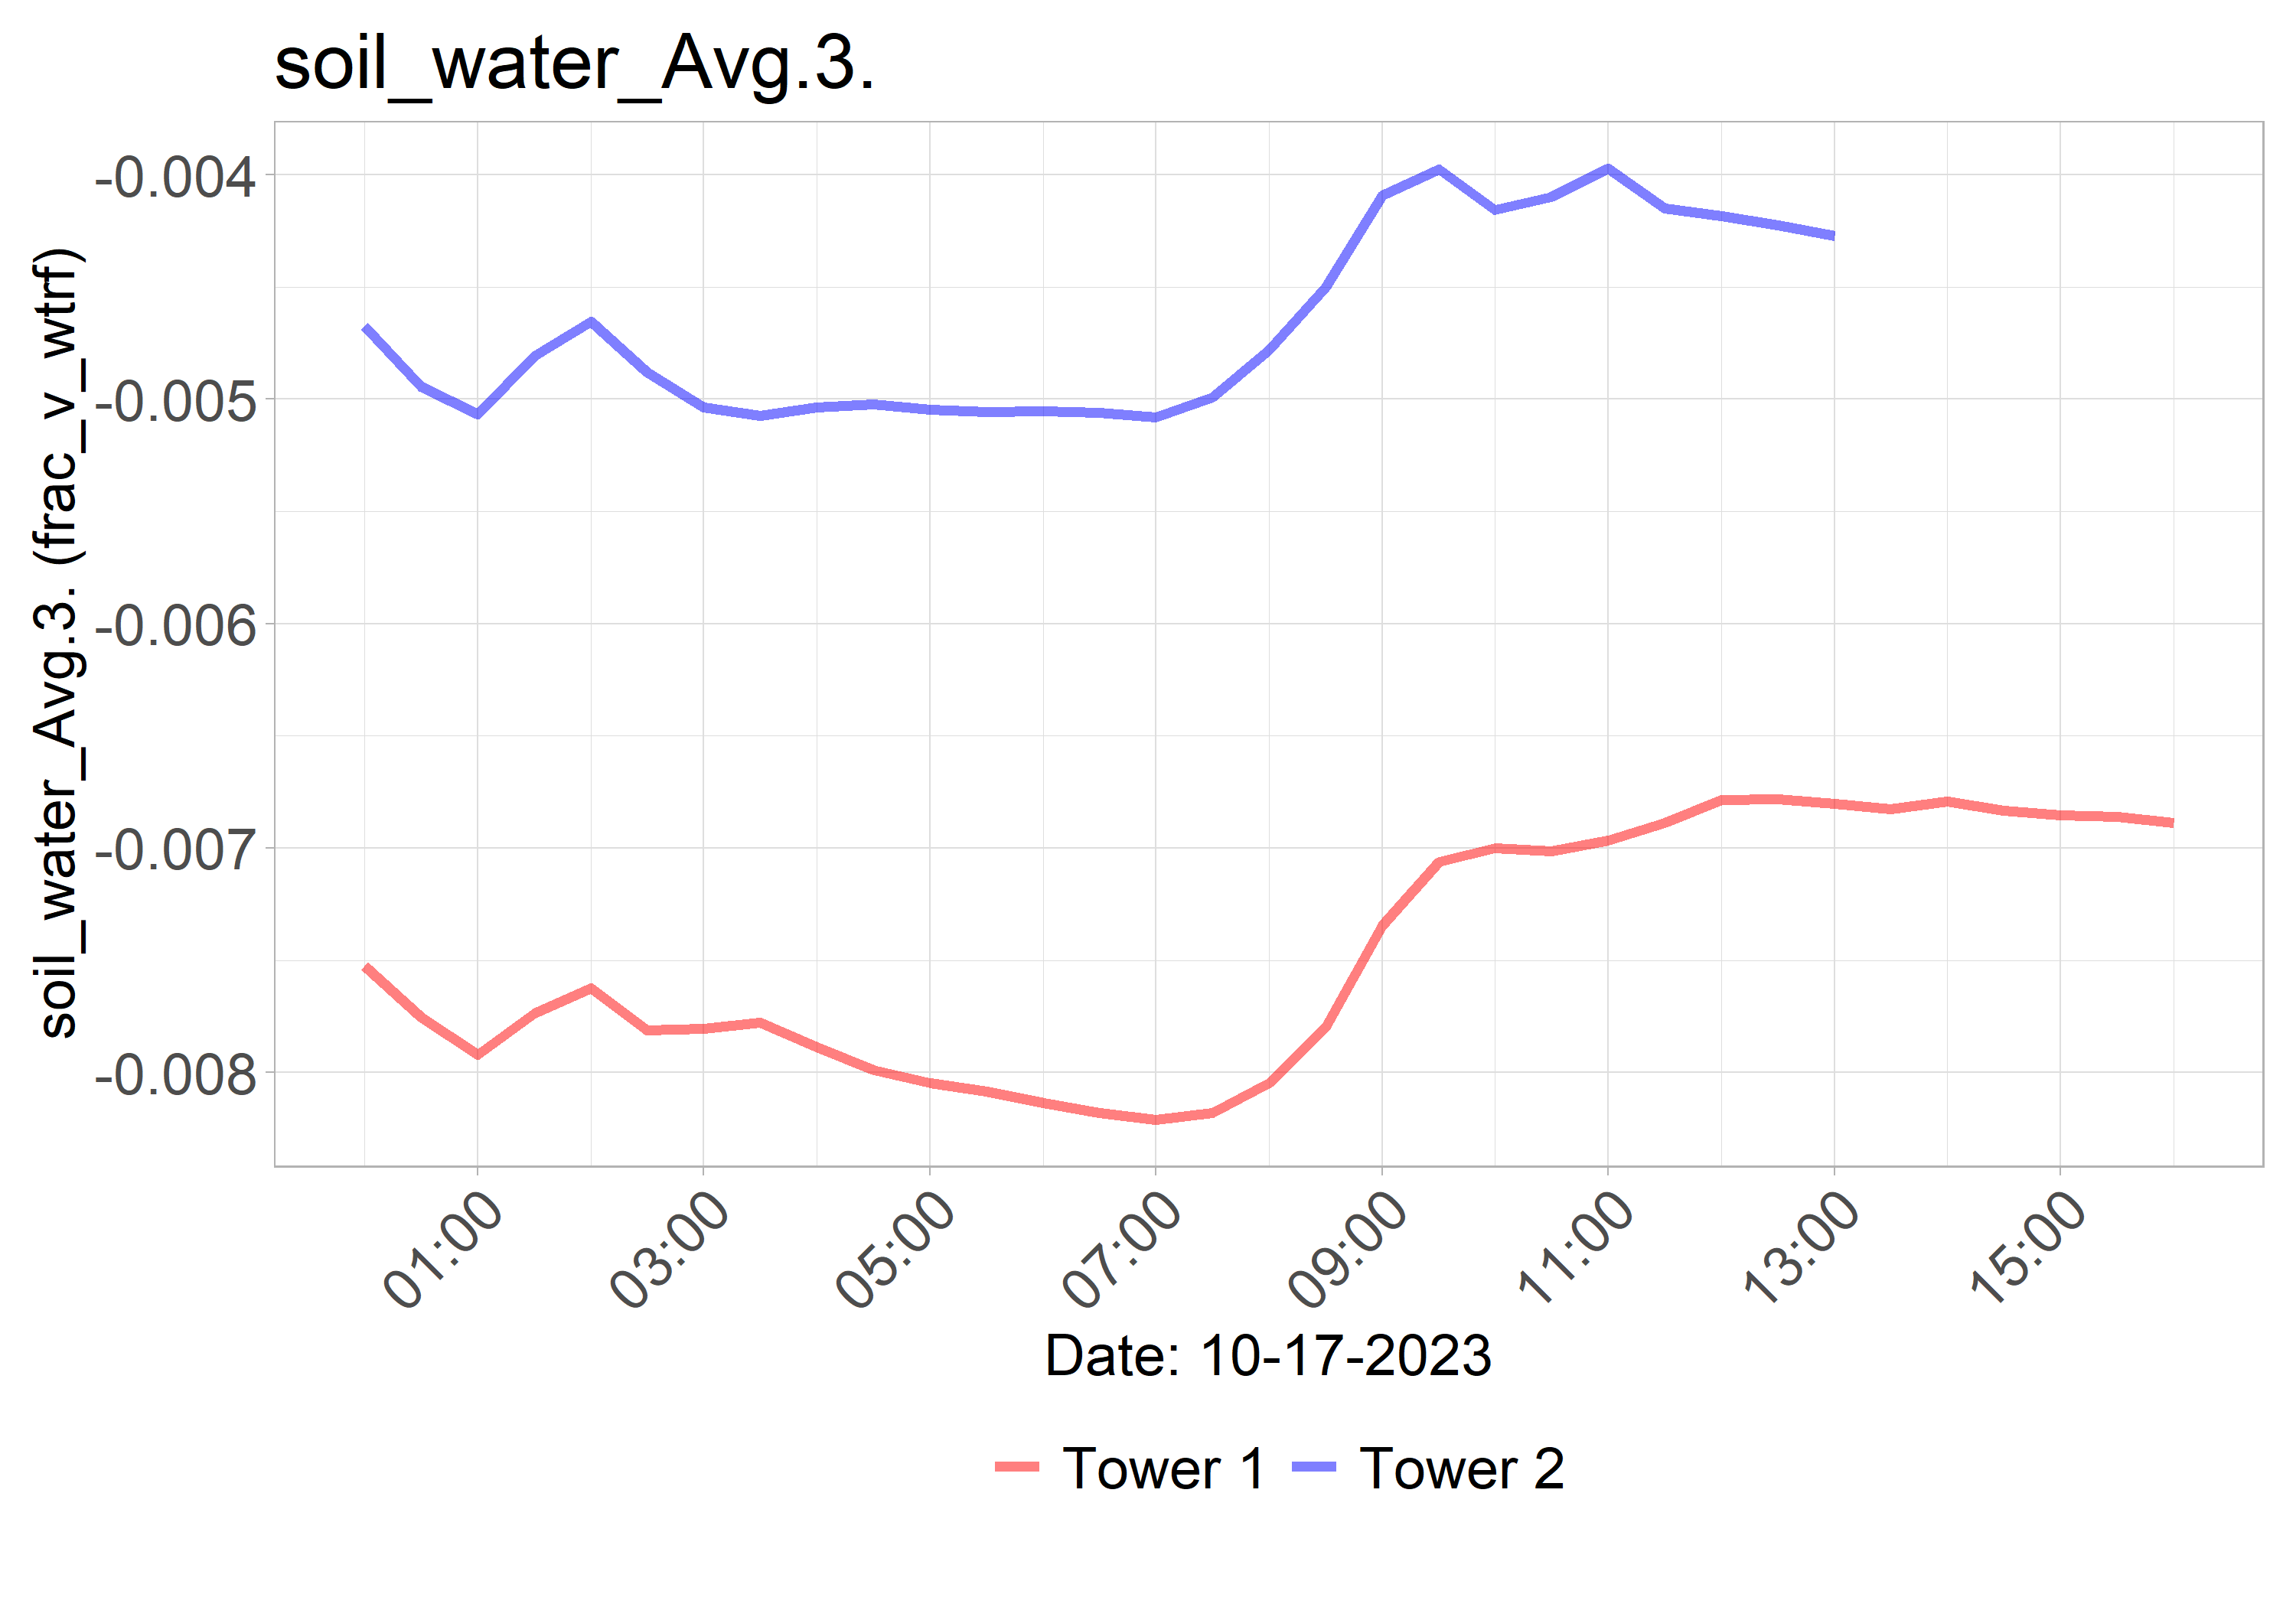 soil_water_Avg.3.
soil_water_Avg.3. (frac_v_wtrf)
-0.004
-0.005
-0.006
-0.007
-0.008
01:00
03:00
05:00
07:00
09:00
11:00
13:00
15:00
Date: 10-17-2023
Tower 1
Tower 2